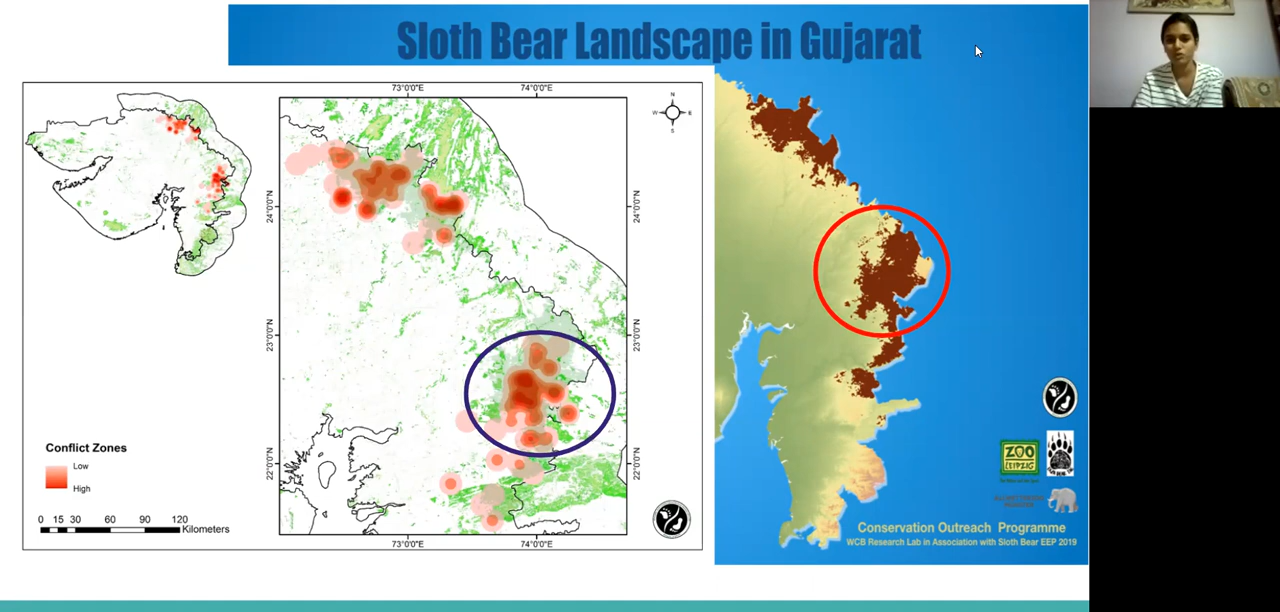 Sloth Bear Landscape in Gujarat
73°0'0"E 74°0'0"E
N
W E
S
24°0'0"N 24°0'0"N
23°0'0"N 23°0'0"N
22°0'0"N 22°0'0"N
73°0'0"E 74°0'0"E
Conflict Zones
Low
High
0 15 30 60 90 120
Kilometers
ZOO
LEIPZIG
Conservation Outreach Programme
WCB Research Lab in Association with Sloth Bear EEP 2019